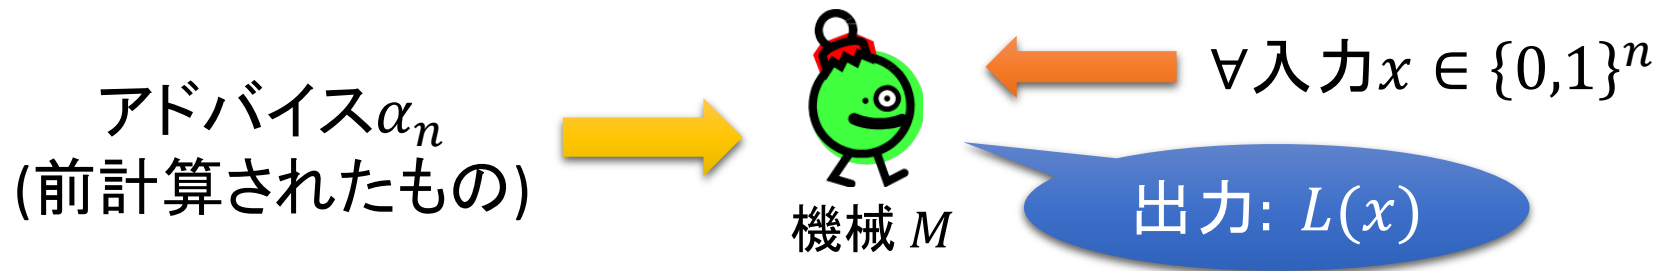 アドバイスαₙ
(前計算されたもの)
機械 M
∀入力x ∈ {0,1}ⁿ
出力: L(x)